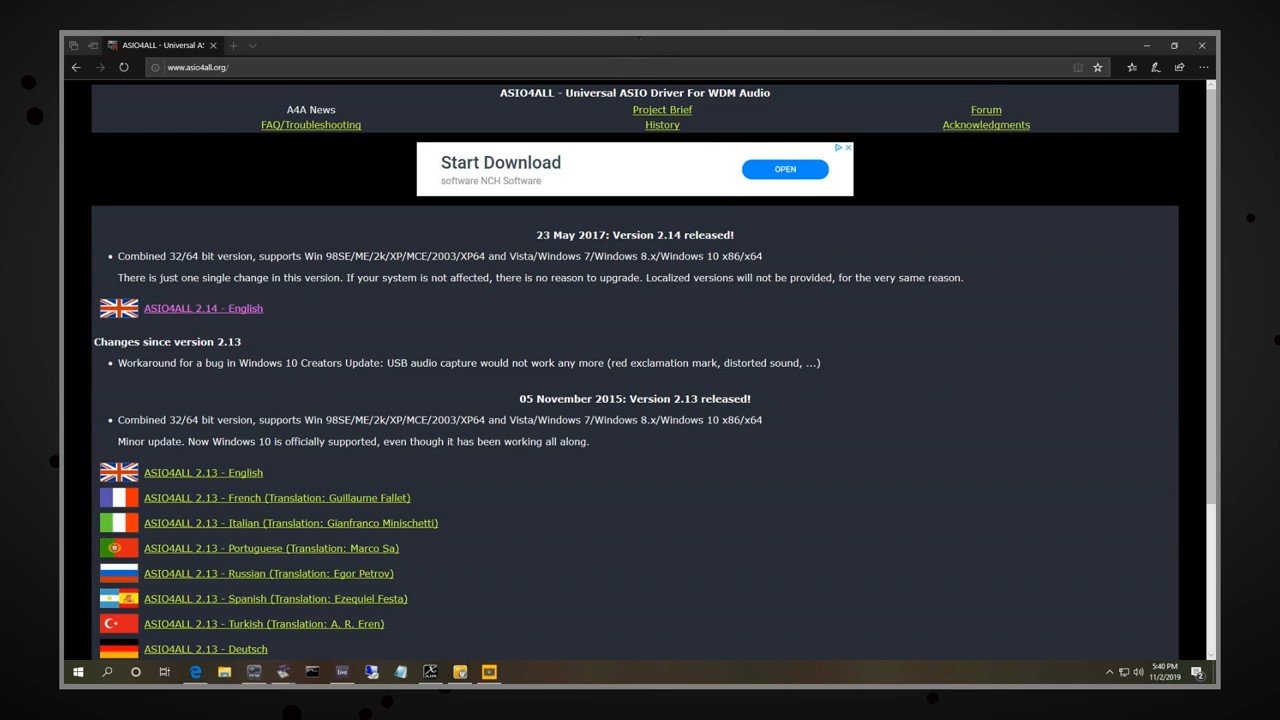 ASIO4ALL - Universal A
www.asio4all.org/
ASIO4ALL - Universal ASIO Driver For WDM Audio
A4A News
Project Brief
Forum
FAQ/Troubleshooting
History
Acknowledgments
Start Download
software NCH Software
OPEN
23 May 2017: Version 2.14 released!
• Combined 32/64 bit version, supports Win 98SE/ME/2k/XP/MCE/2003/XP64 and Vista/Windows 7/Windows 8.x/Windows 10 x86/x64
There is just one single change in this version. If your system is not affected, there is no reason to upgrade. Localized versions will not be provided, for the very same reason.
ASIO4ALL 2.14 - English
Changes since version 2.13
• Workaround for a bug in Windows 10 Creators Update: USB audio capture would not work any more (red exclamation mark, distorted sound, ...)
05 November 2015: Version 2.13 released!
• Combined 32/64 bit version, supports Win 98SE/ME/2k/XP/MCE/2003/XP64 and Vista/Windows 7/Windows 8.x/Windows 10 x86/x64
Minor update. Now Windows 10 is officially supported, even though it has been working all along.
ASIO4ALL 2.13 - English
ASIO4ALL 2.13 - French (Translation: Guillaume Fallet)
ASIO4ALL 2.13 - Italian (Translation: Gianfranco Minischetti)
ASIO4ALL 2.13 - Portuguese (Translation: Marco Sa)
ASIO4ALL 2.13 - Russian (Translation: Egor Petrov)
ASIO4ALL 2.13 - Spanish (Translation: Ezequiel Festa)
ASIO4ALL 2.13 - Turkish (Translation: A. R. Eren)
ASIO4ALL 2.13 - Deutsch
Live
5:40 PM
11/2/2019
2